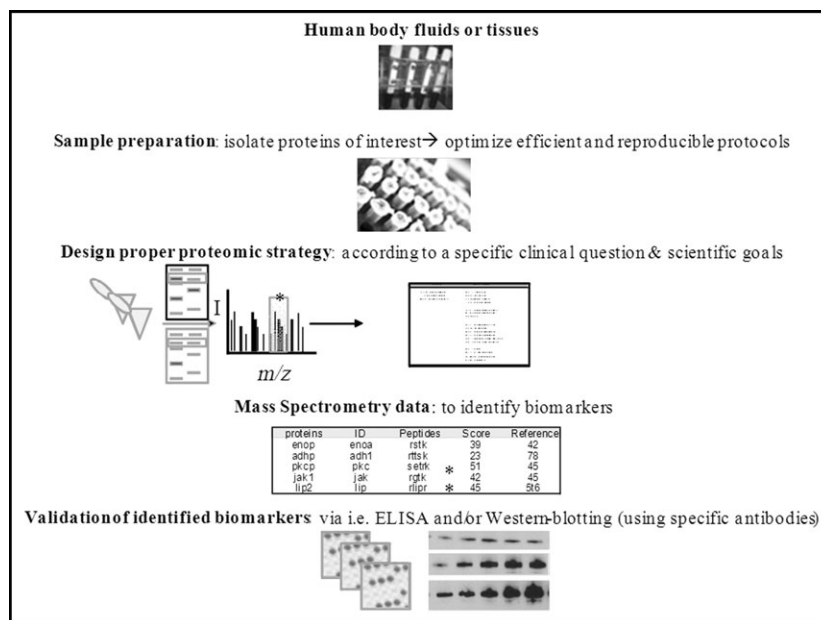 Human body fluids or tissues
Sample preparation: isolate proteins of interest→ optimize efficient and reproducible protocols
Design proper proteomic strategy: according to a specific clinical question & scientific goals
I
*
m/z
Mass Spectrometry data: to identify biomarkers
proteins ID Peptides Score Reference
enop enoa rstk 39 42
adhp adh1 rttsk 23 78
pkcp pkc setrk * 51 45
jak1 jak rgtk 42 45
lip2 lip rlipr * 45 5t6
Validation of identified biomarkers: via i.e. ELISA and/or Western-blotting (using specific antibodies)